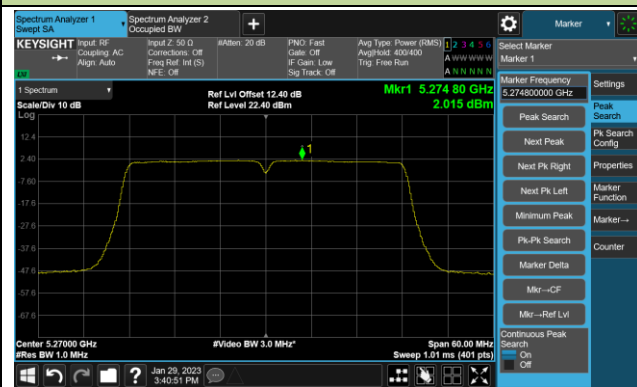 Spectrum Analyzer 1
Swept SA
Spectrum Analyzer 2
Occupied BW
Marker
KEYSIGHT
Input: RF
Coupling: AC
Align: Auto
Input Z: 50 Ω
Corrections: Off
Freq Ref: Int (S)
NFE: Off
#Atten: 20 dB
PNO: Fast
Gate: Off
IF Gain: Low
Sig Track: Off
Avg Type: Power (RMS)
Avg|Hold: 400/400
Trig: Free Run
1 2 3 4 5 6
A W W W W W
A N N N N N
Select Marker
Marker 1
1 Spectrum
Scale/Div 10 dB
Log
Ref Lvl Offset 12.40 dB
Ref Level 22.40 dBm
Mkr1 5.274 80 GHz
2.015 dBm
12.4
2.40
-7.60
-17.6
-27.6
-37.6
-47.6
-57.6
-67.6
1
Center 5.27000 GHz
#Res BW 1.0 MHz
#Video BW 3.0 MHz*
Span 60.00 MHz
Sweep 1.01 ms (401 pts)
Marker Frequency
5.274800000 GHz
Peak Search
Next Peak
Next Pk Right
Next Pk Left
Minimum Peak
Pk-Pk Search
Marker Delta
Mkr→CF
Mkr→Ref Lvl
Continuous Peak
Search
On
Off
Settings
Peak
Search
Pk Search
Config
Properties
Marker
Function
Marker→
Counter
?
Jan 29, 2023
3:40:51 PM